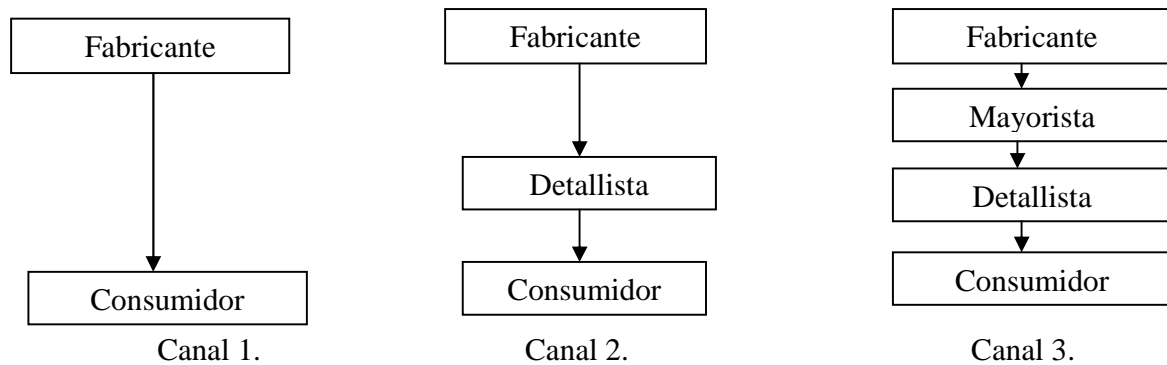 Fabricante
Consumidor
Canal 1.
Fabricante
Detallista
Consumidor
Canal 2.
Fabricante
Mayorista
Detallista
Consumidor
Canal 3.